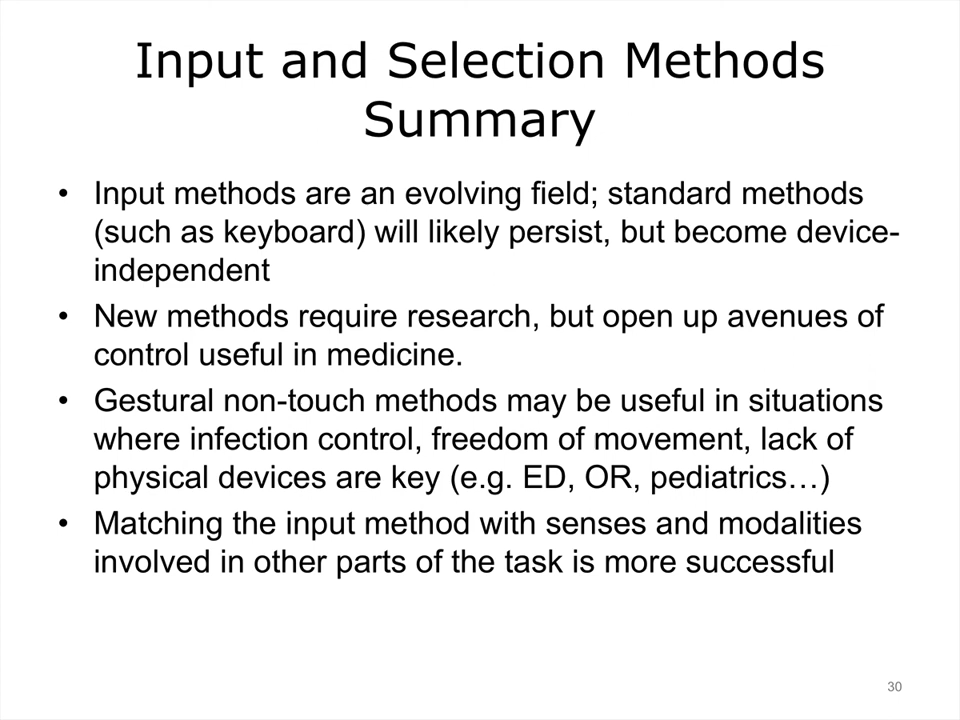 Input and Selection Methods
Summary
• Input methods are an evolving field; standard methods
(such as keyboard) will likely persist, but become device-
independent
• New methods require research, but open up avenues of
control useful in medicine.
• Gestural non-touch methods may be useful in situations
where infection control, freedom of movement, lack of
physical devices are key (e.g. ED, OR, pediatrics…)
• Matching the input method with senses and modalities
involved in other parts of the task is more successful
30